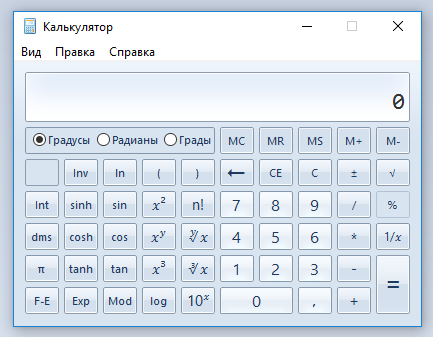 Калькулятор
Вид Правка Справка
0
Градусы Радианы Грады MC MR MS M+ M-
Inv ln ( ) ← CE C ± √
Int sinh sin x² n! 7 8 9 / %
dms cosh cos xʸ ʸ√x 4 5 6 * 1/x
π tanh tan x³ ³√x 1 2 3 - =
F-E Exp Mod log 10ˣ 0 , +